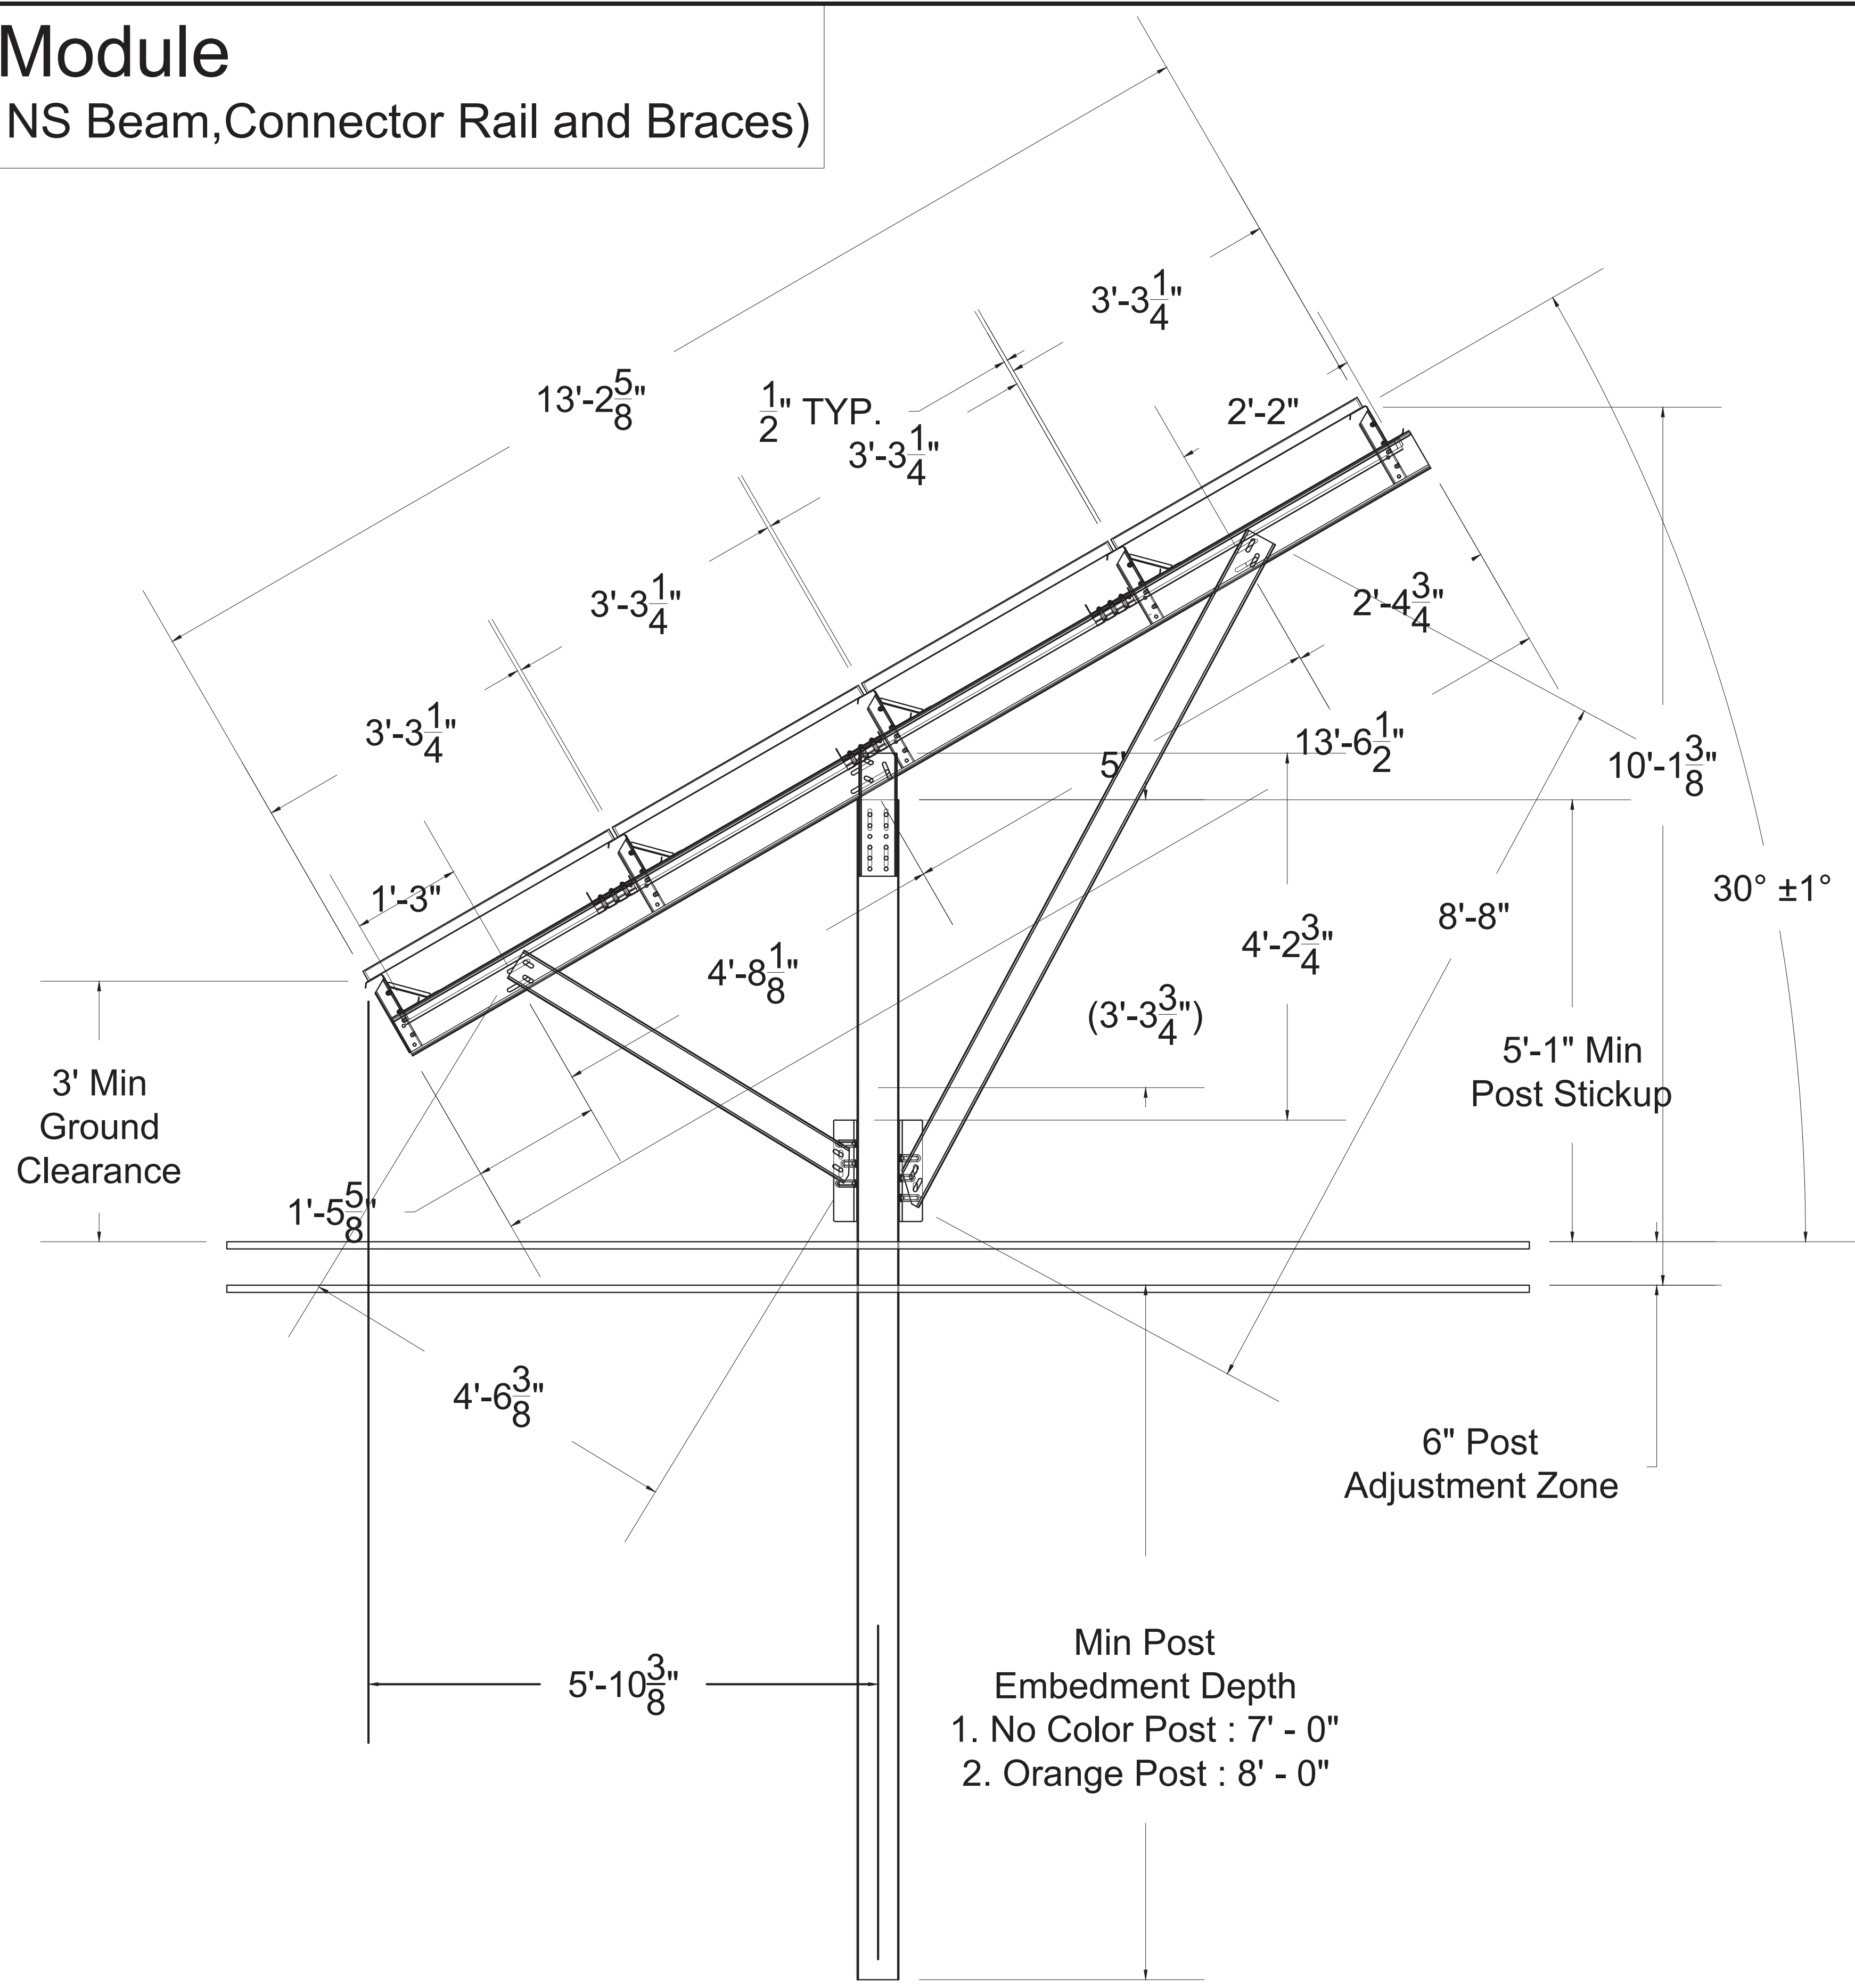 Module
NS Beam,Connector Rail and Braces)
3'-3 1/4"
13'-2 5/8"
1/2" TYP.
3'-3 1/4"
2'-2"
3'-3 1/4"
2'-4 3/4"
3'-3 1/4"
13'-6 1/2"
5'
10'-1 3/8"
1'-3"
30° ±1°
8'-8"
4'-2 3/4"
4'-8 1/8"
(3'-3 3/4")
5'-1" Min
Post Stickup
3' Min
Ground
Clearance
1'-5 5/8"
4'-6 3/8"
6" Post
Adjustment Zone
5'-10 3/8"
Min Post
Embedment Depth
1. No Color Post : 7' - 0"
2. Orange Post : 8' - 0"